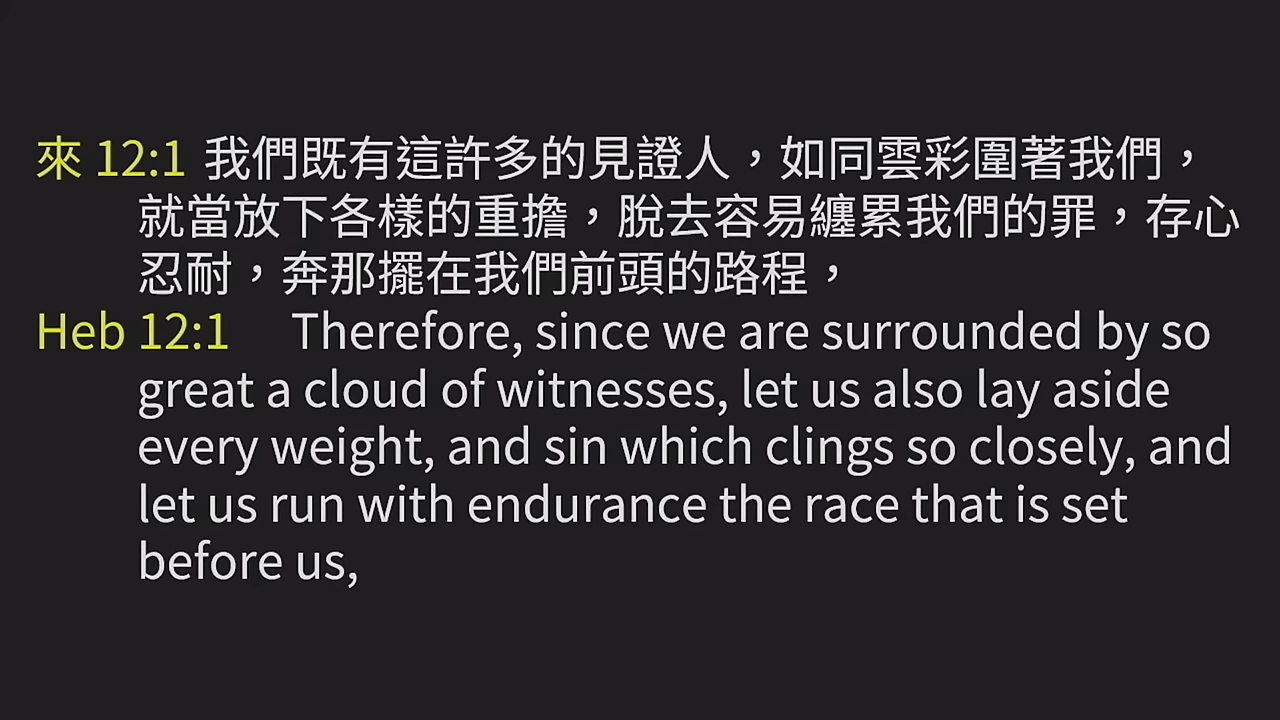 來 12:1 我們既有這許多的見證人，如同雲彩圍著我們，
就當放下各樣的重擔，脫去容易纏累我們的罪，存心
忍耐，奔那擺在我們前頭的路程，
Heb 12:1 Therefore, since we are surrounded by so
great a cloud of witnesses, let us also lay aside
every weight, and sin which clings so closely, and
let us run with endurance the race that is set
before us,